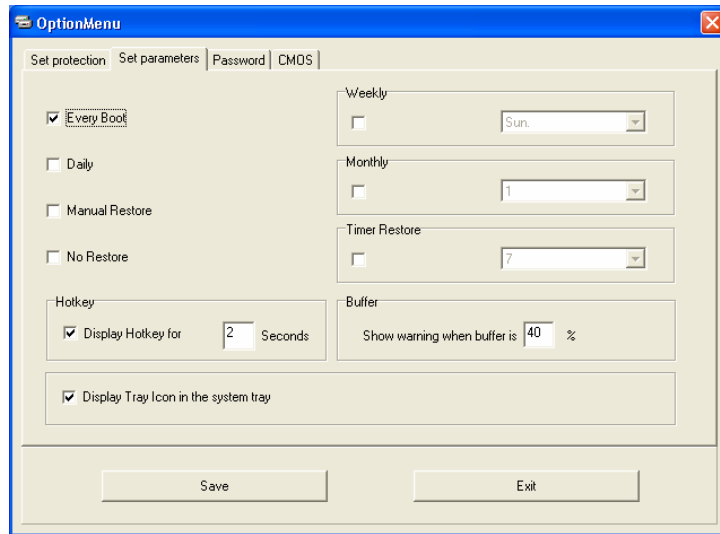 OptionMenu
Set protection Set parameters Password CMOS
Every Boot
Daily
Manual Restore
No Restore
Weekly
Sun.
Monthly
1
Timer Restore
7
Hotkey
Display Hotkey for 2 Seconds
Buffer
Show warning when buffer is 40 %
Display Tray Icon in the system tray
Save Exit